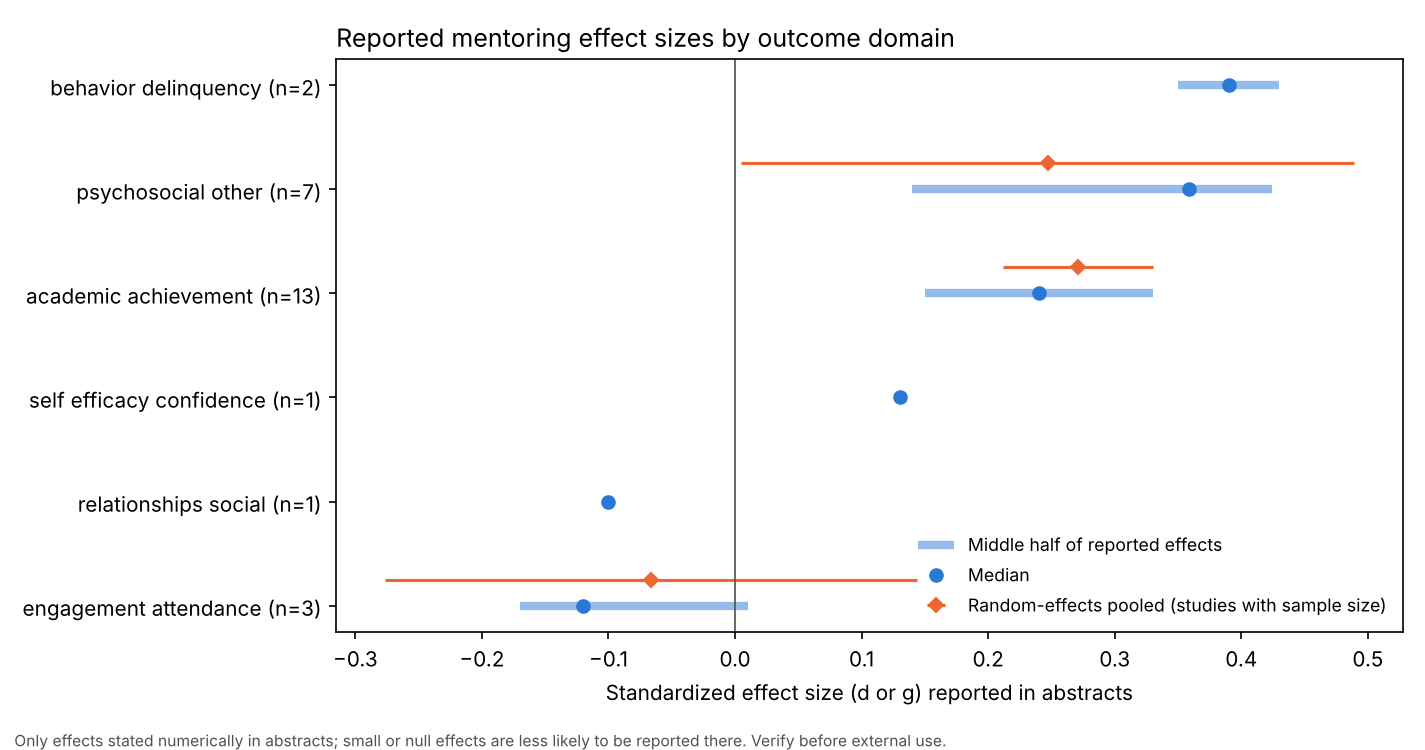 Reported mentoring effect sizes by outcome domain
behavior delinquency (n=2)
psychosocial other (n=7)
academic achievement (n=13)
self efficacy confidence (n=1)
relationships social (n=1)
engagement attendance (n=3)
Middle half of reported effects
Median
Random-effects pooled (studies with sample size)
−0.3 −0.2 −0.1 0.0 0.1 0.2 0.3 0.4 0.5
Standardized effect size (d or g) reported in abstracts
Only effects stated numerically in abstracts; small or null effects are less likely to be reported there. Verify before external use.